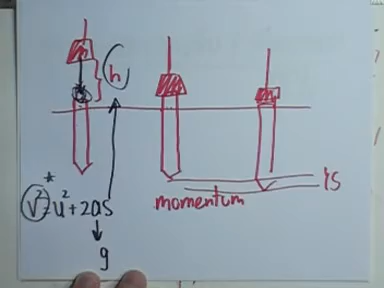 h
S
*
V² = U² + 2as
momentum
g